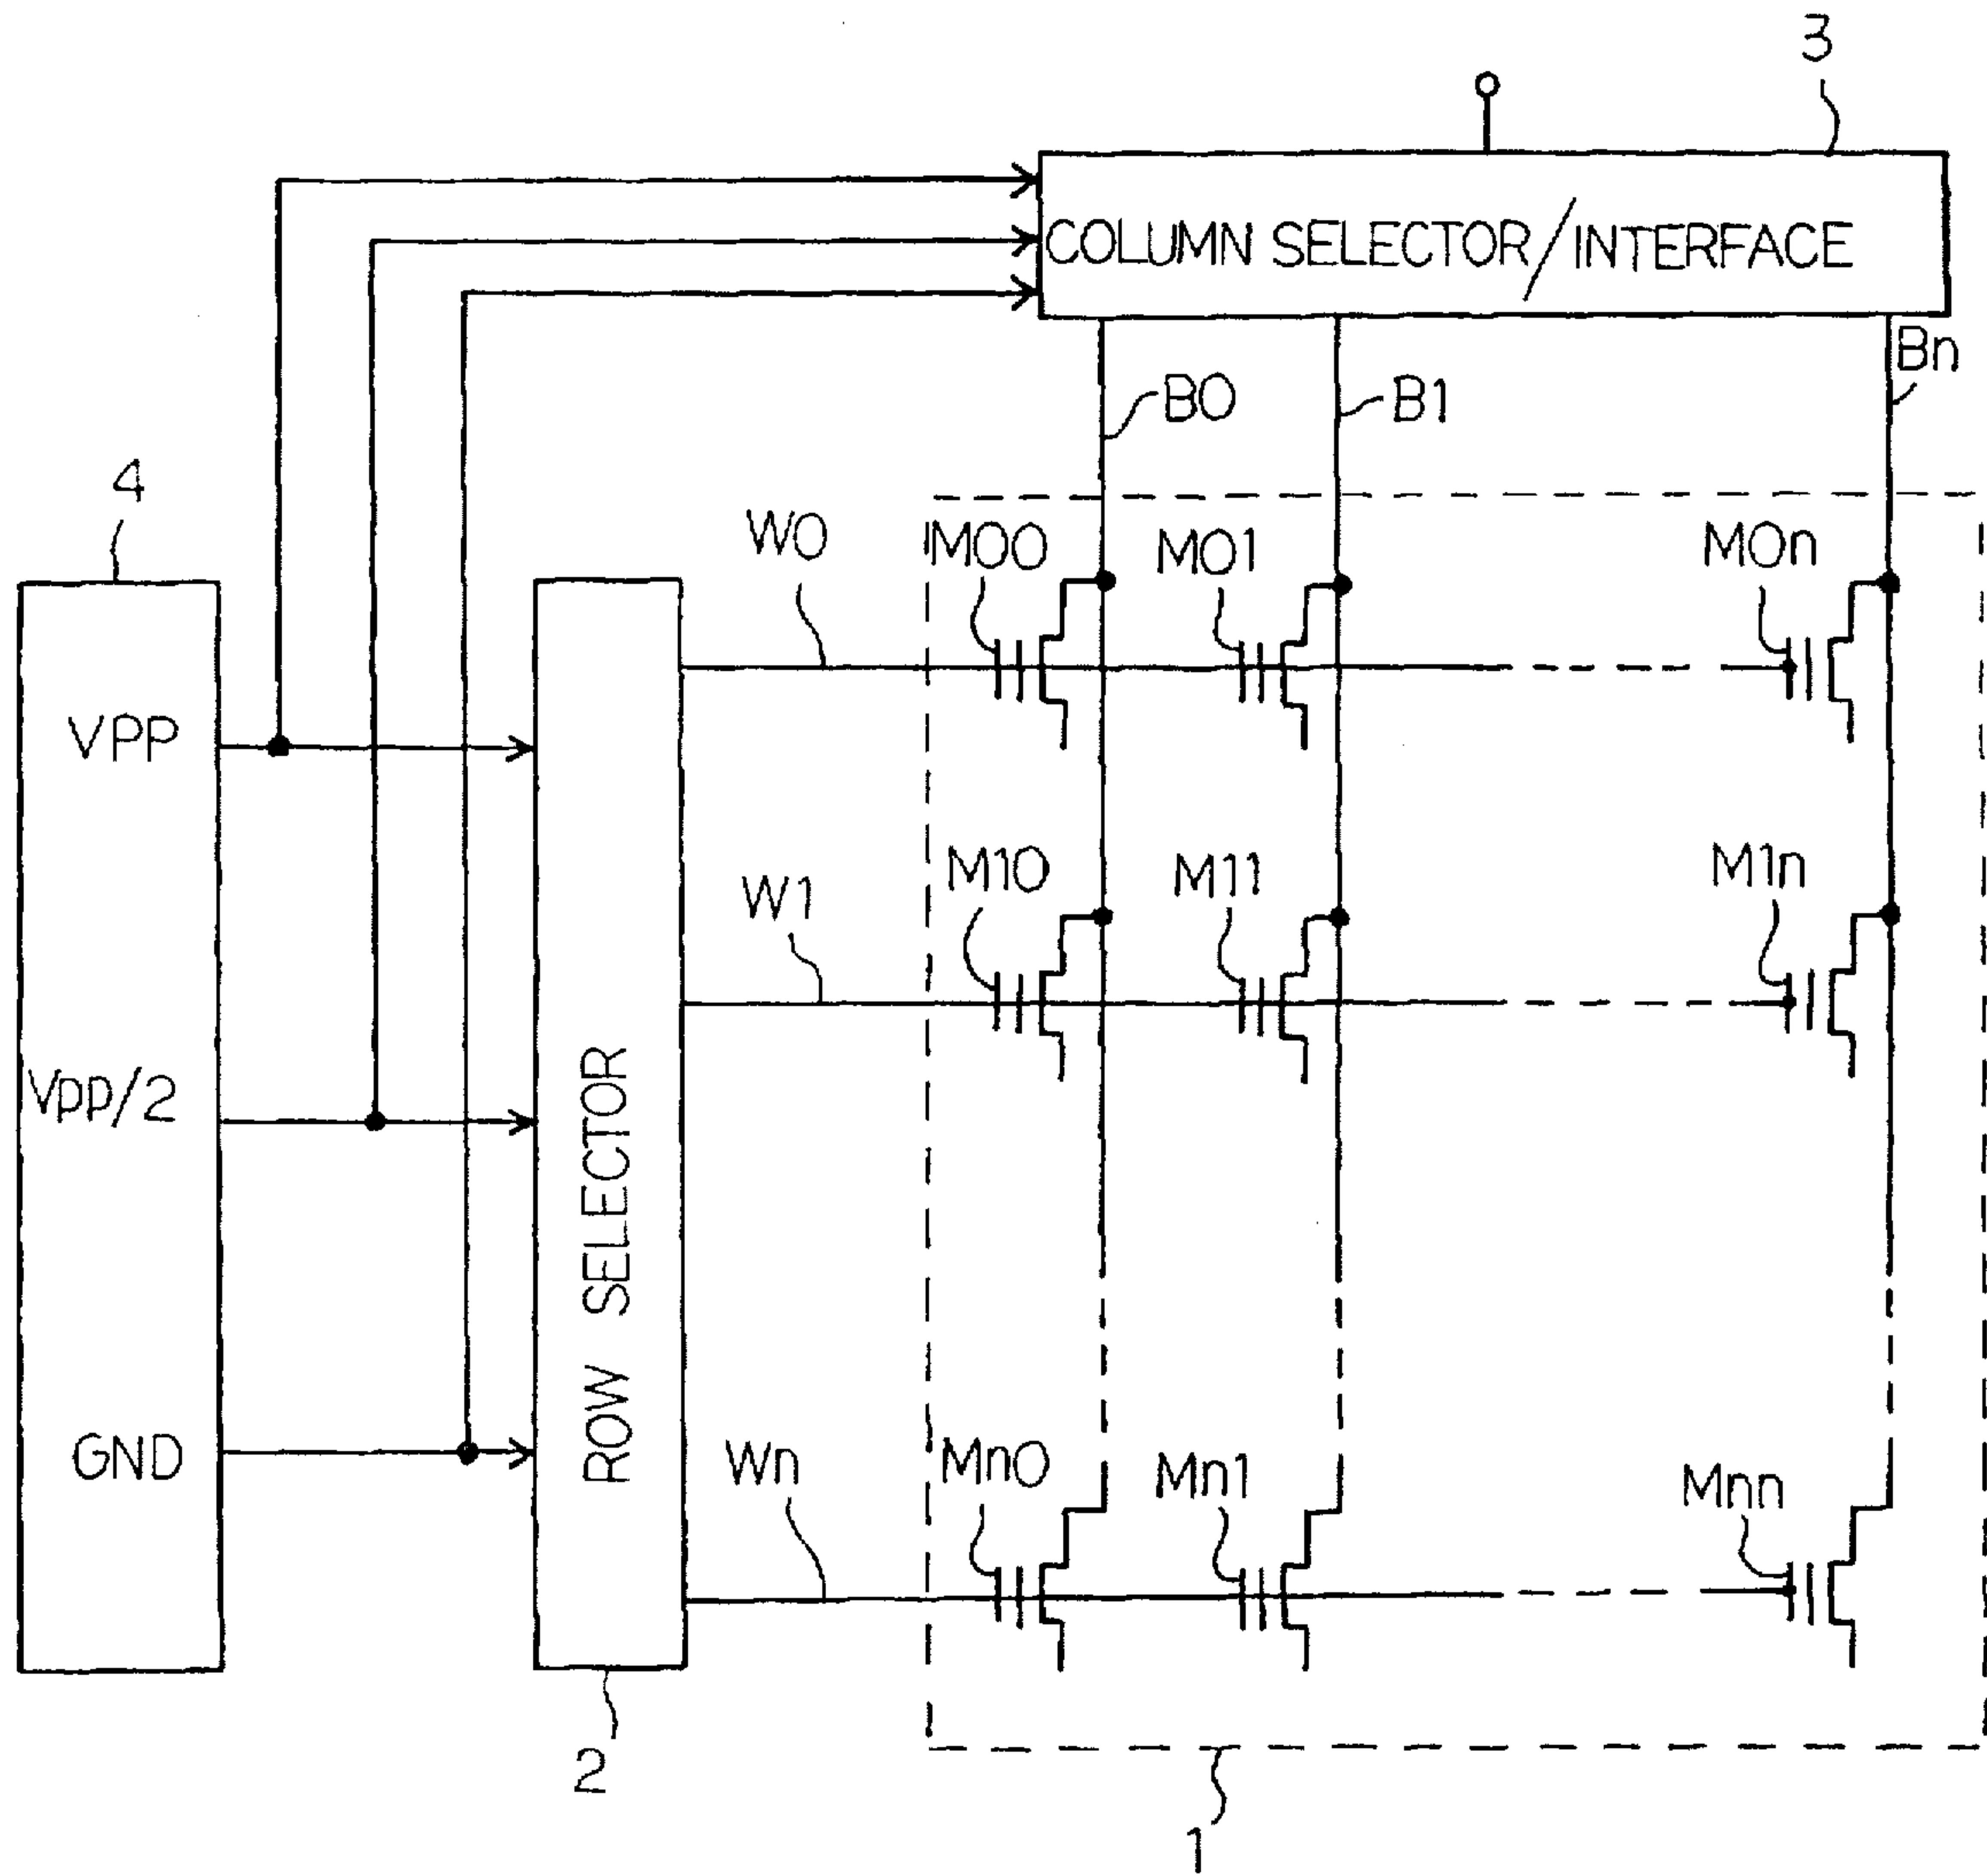 3
COLUMN SELECTOR/INTERFACE
B0
B1
Bn
4
W0
M00
M01
M0n
VPP
W1
M10
M11
M1n
Vpp/2
ROW SELECTOR
GND
Wn
Mn0
Mn1
Mnn
2
1